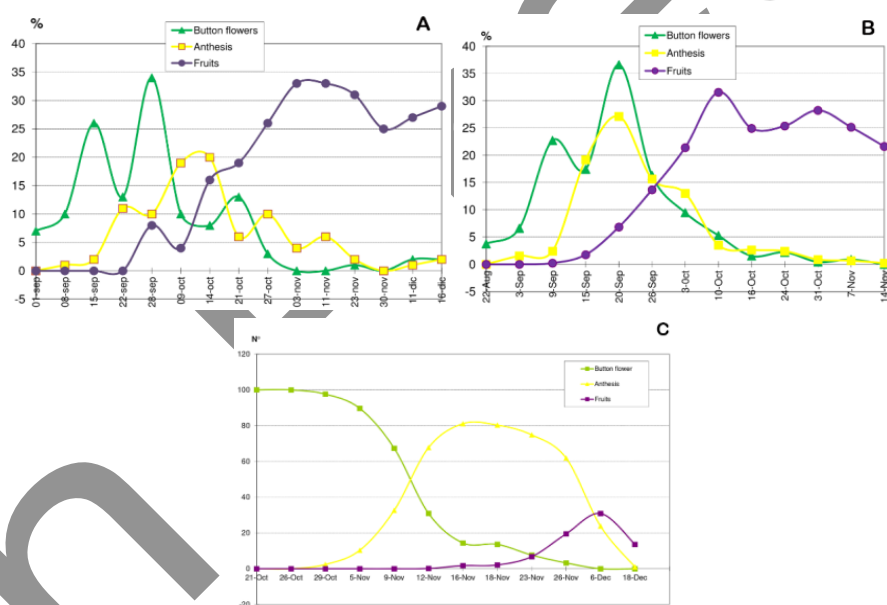 %
A
Button flowers
Anthesis
Fruits
40
35
30
25
20
15
10
5
0
-5
01-sep
08-sep
15-sep
22-sep
28-sep
09-oct
14-oct
21-oct
27-oct
03-nov
11-nov
23-nov
30-nov
11-dic
16-dic
%
B
Button flowers
Anthesis
Fruits
40
35
30
25
20
15
10
5
0
-5
22-Aug
3-Sep
9-Sep
15-Sep
20-Sep
26-Sep
3-Oct
10-Oct
16-Oct
24-Oct
31-Oct
7-Nov
14-Nov
C
N°
Button flower
Anthesis
Fruits
120
100
80
60
40
20
0
-20
21-Oct
26-Oct
29-Oct
5-Nov
9-Nov
12-Nov
16-Nov
18-Nov
23-Nov
26-Nov
6-Dec
18-Dec